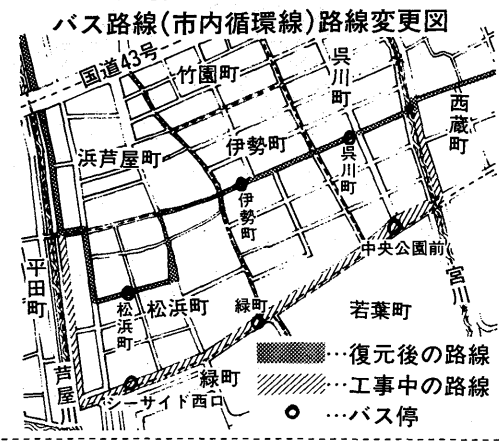 バス路線(市内循環線)路線変更図
国道43号
竹園町
呉川町
西蔵町
浜芦屋町
伊勢町
呉川町
伊勢町
中央公園前
平田町
松浜町
松浜町
緑町
若葉町
宮川
芦屋川
シーサイド西口
緑町
…復元後の路線
…工事中の路線
…バス停